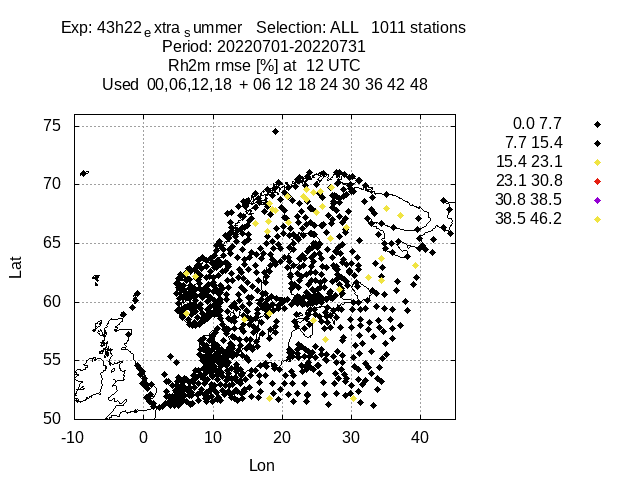 Exp: 43h22e xtra s ummer Selection: ALL 1011 stations
Period: 20220701-20220731
Rh2m rmse [%] at 12 UTC
Used 00,06,12,18 + 06 12 18 24 30 36 42 48
0.0 7.7
7.7 15.4
15.4 23.1
23.1 30.8
30.8 38.5
38.5 46.2
75
70
65
60
55
50
Lat
-10 0 10 20 30 40
Lon